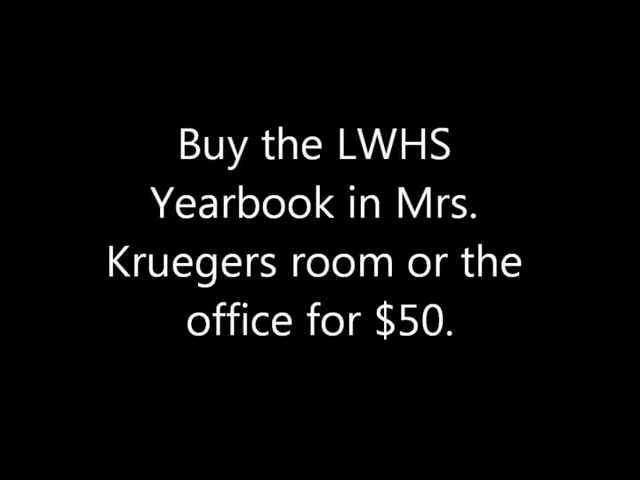 Buy the LWHS
Yearbook in Mrs.
Kruegers room or the
office for $50.